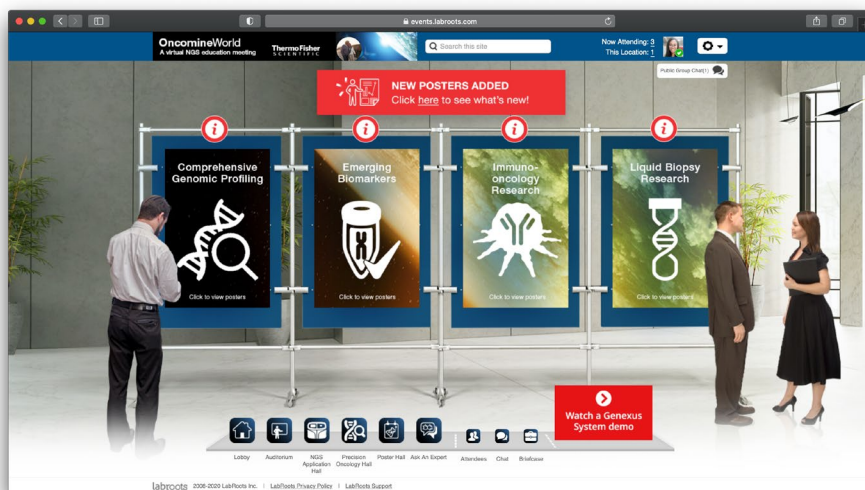 events.labroots.com
OncomineWorld
A virtual NGS education meeting
ThermoFisher
SCIENTIFIC
Search this site
Now Attending: 3
This Location: 1
Public Group Chat(1)
NEW POSTERS ADDED
Click here to see what's new!
Comprehensive
Genomic Profiling
Click to view posters
Emerging
Biomarkers
Click to view posters
Immuno-
oncology
Research
Click to view posters
Liquid Biopsy
Research
Click to view posters
Watch a Genexus
System demo
Lobby
Auditorium
NGS
Application
Hall
Precision
Oncology Hall
Poster Hall
Ask An Expert
Attendees
Chat
Briefcase
labroots 2008-2020 LabRoots Inc. | LabRoots Privacy Policy | LabRoots Support